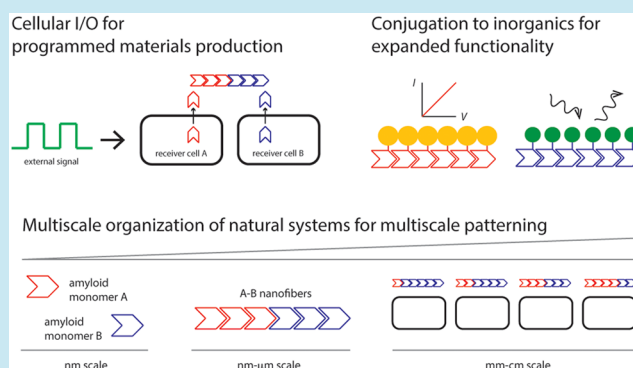 Cellular I/O for
programmed materials production
Conjugation to inorganics for
expanded functionality
I
V
external signal
receiver cell A
receiver cell B
Multiscale organization of natural systems for multiscale patterning
amyloid
monomer A
amyloid
monomer B
A-B nanofibers
nm scale
nm-μm scale
mm-cm scale